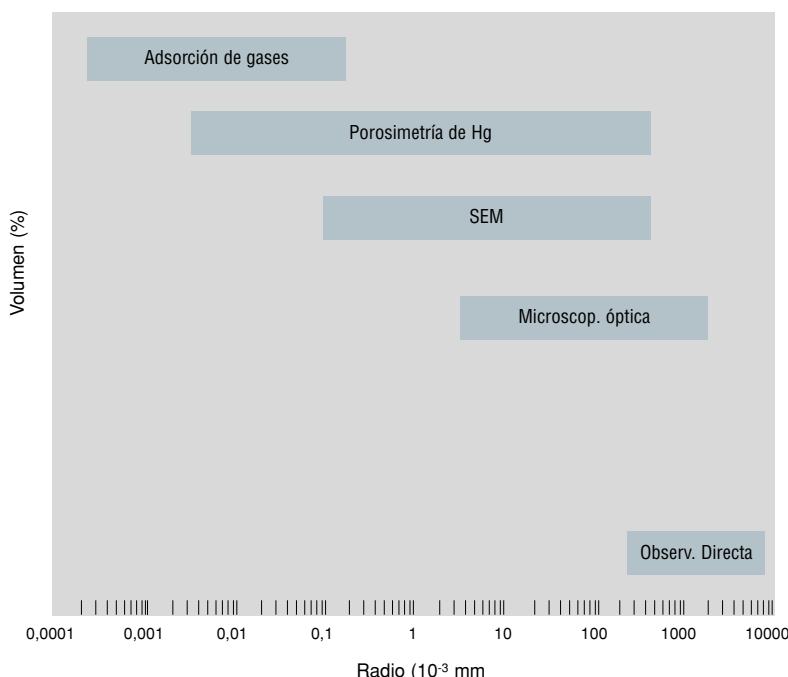 Adsorción de gases
Porosimetría de Hg
SEM
Microscop. óptica
Observ. Directa
Volumen (%)
0,0001 0,001 0,01 0,1 1 10 100 1000 10000
Radio (10⁻³ mm